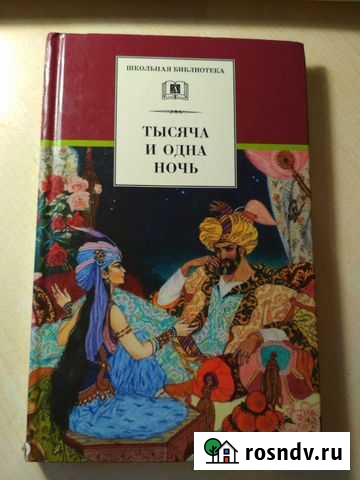 ШКОЛЬНАЯ БИБЛИОТЕКА
ТЫСЯЧА
И ОДНА
НОЧЬ
rosndv.ru